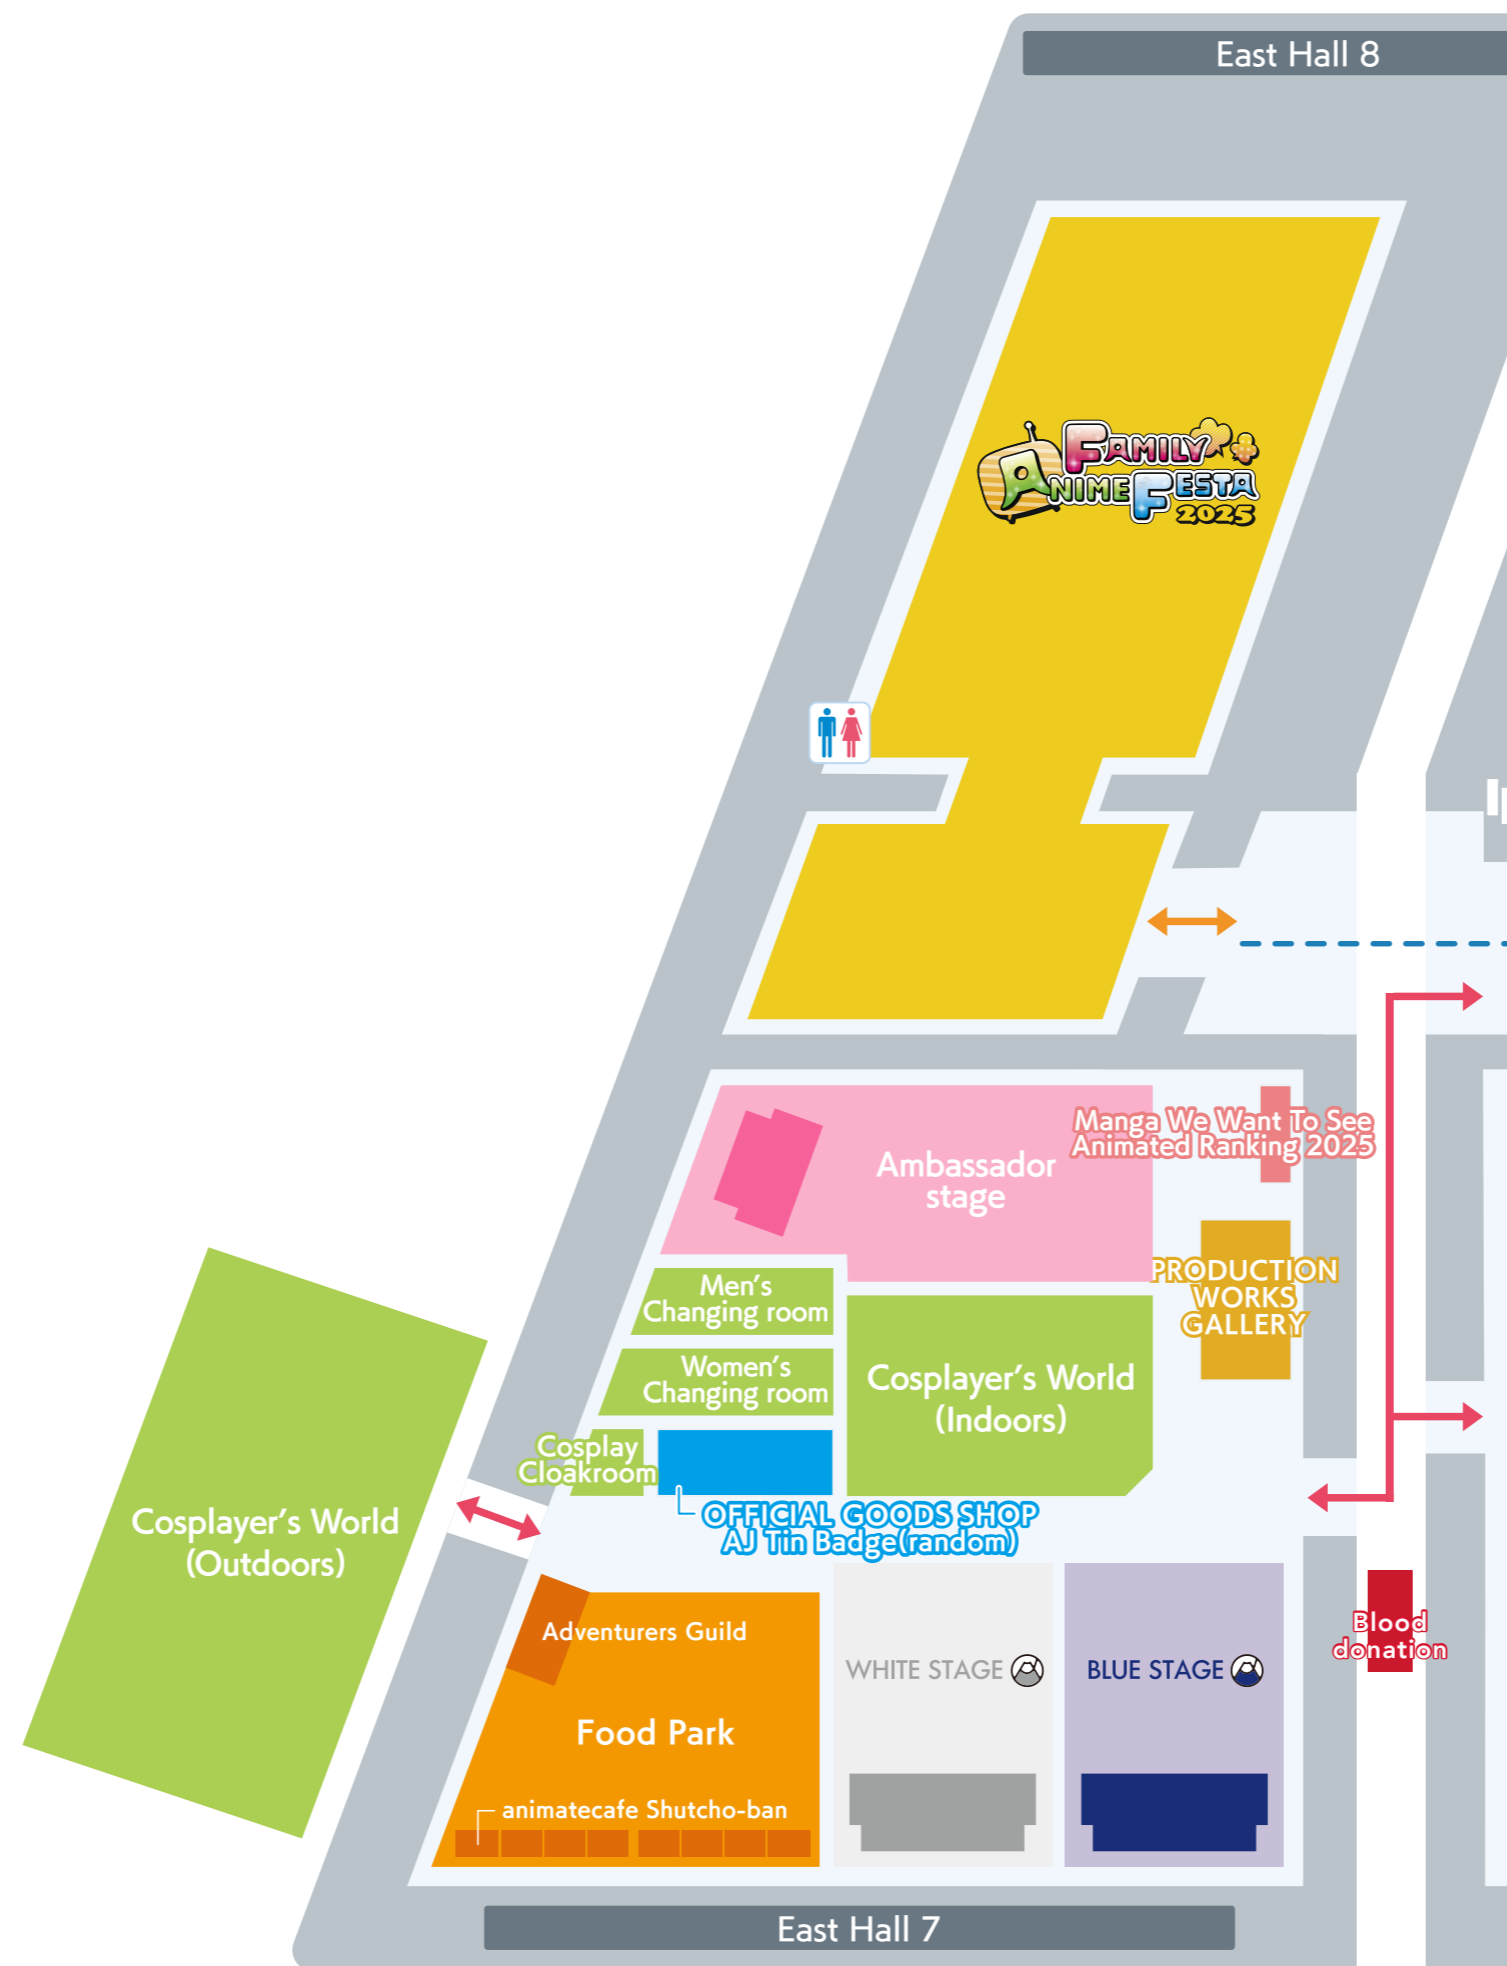 East Hall 8
FAMILY
ANIME FESTA
2025
Manga We Want To See
Animated Ranking 2025
Ambassador
stage
PRODUCTION
WORKS
GALLERY
Men's
Changing room
Women's
Changing room
Cosplayer's World
(Indoors)
Cosplay
Cloakroom
OFFICIAL GOODS SHOP
AJ Tin Badge(random)
Cosplayer's World
(Outdoors)
Adventurers Guild
Food Park
animatecafe Shutcho-ban
WHITE STAGE
BLUE STAGE
Blood
donation
East Hall 7